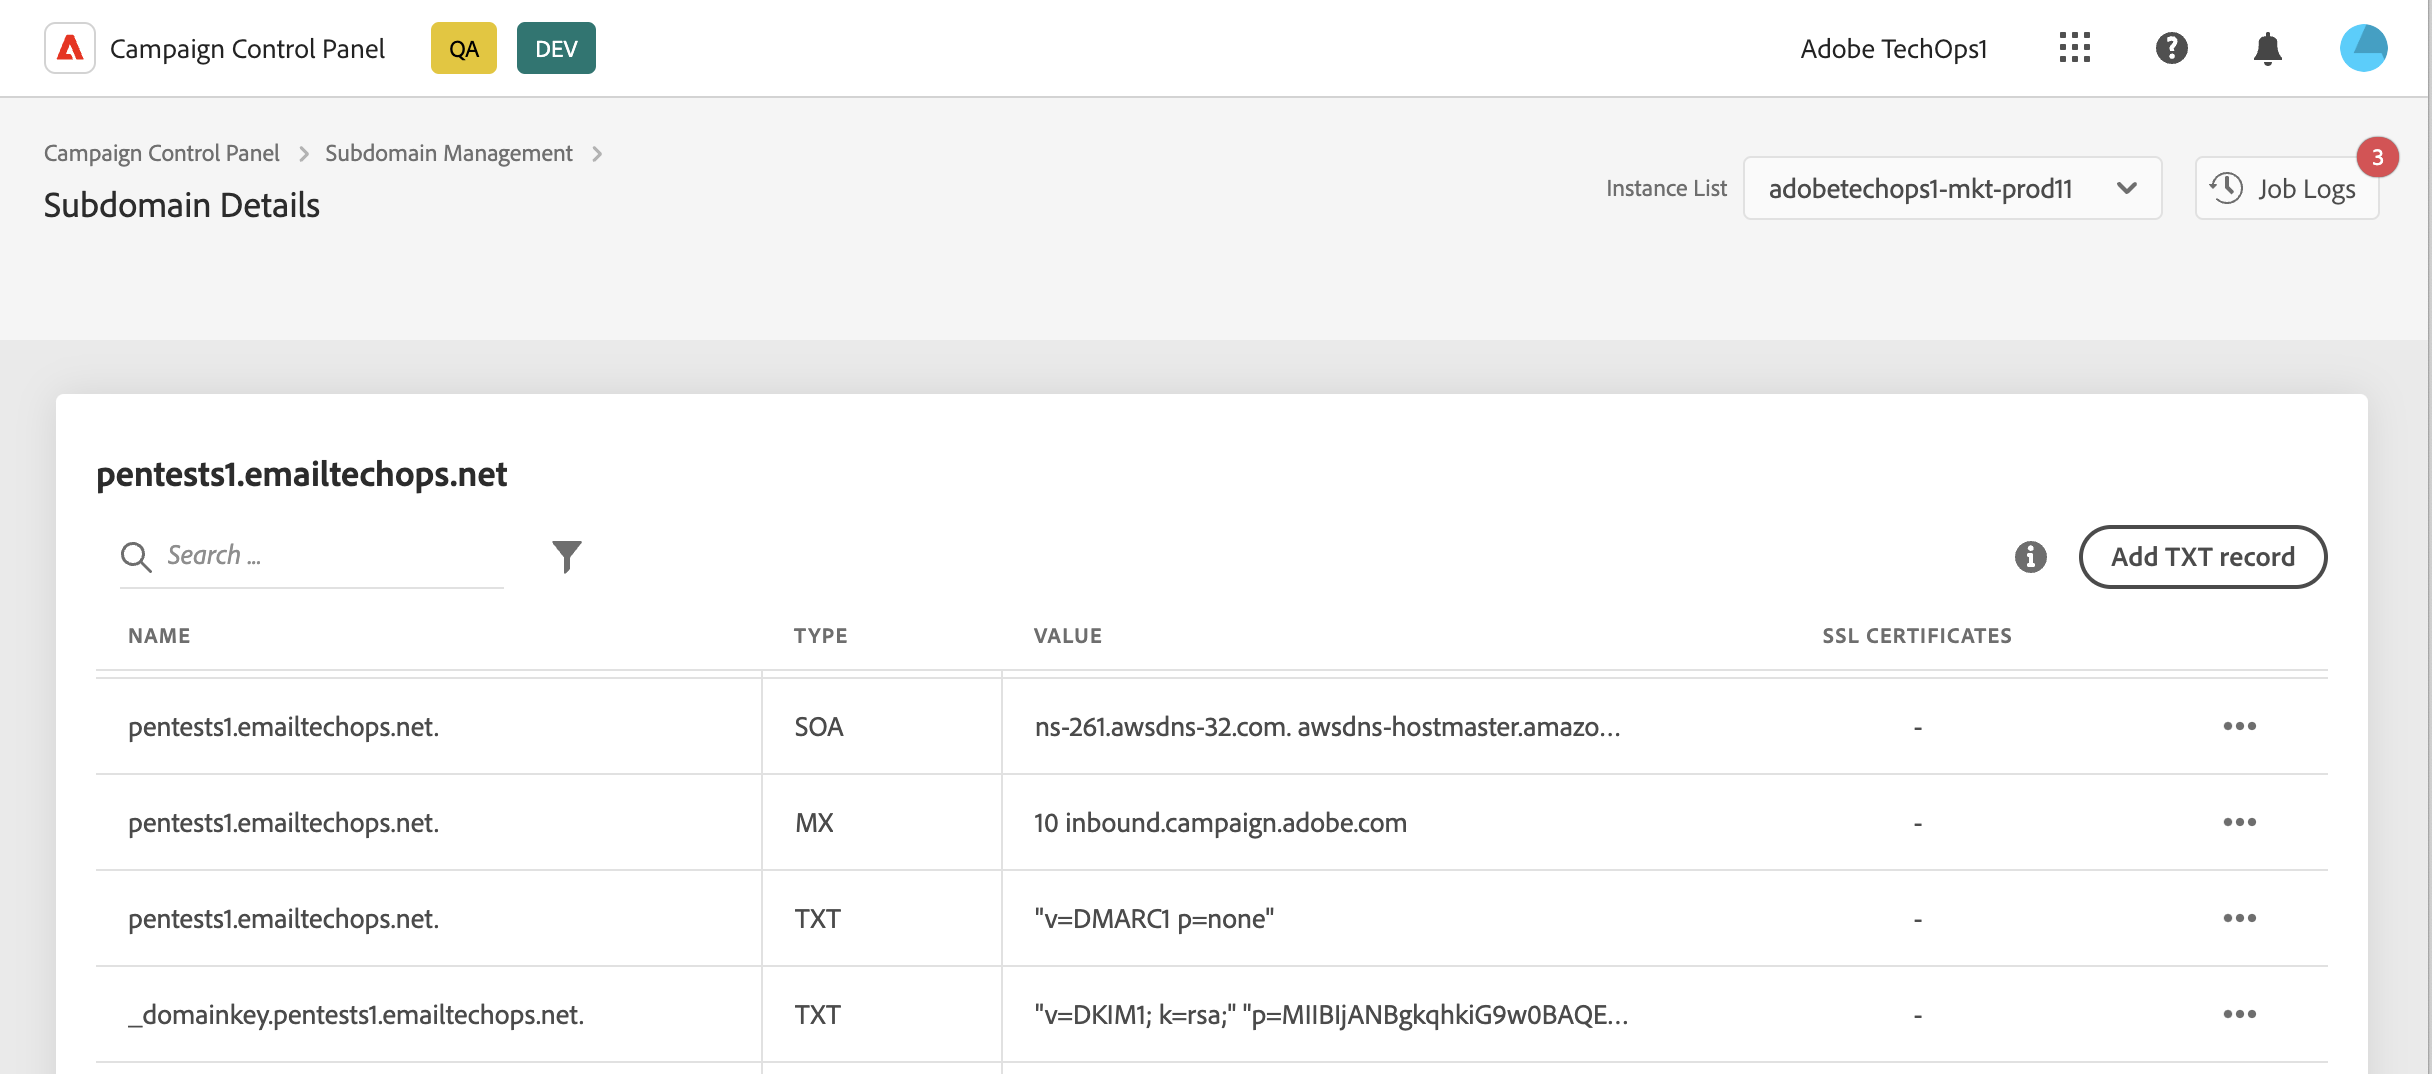 Campaign Control Panel QA DEV Adobe TechOps1
Campaign Control Panel Subdomain Management
Subdomain Details
Instance List adobetechops1-mkt-prod11 Job Logs 3
pentests1.emailtechops.net
Search ... Add TXT record
NAME TYPE VALUE SSL CERTIFICATES
pentests1.emailtechops.net. SOA ns-261.awsdns-32.com. awsdns-hostmaster.amazo... -
pentests1.emailtechops.net. MX 10 inbound.campaign.adobe.com -
pentests1.emailtechops.net. TXT "v=DMARC1 p=none" -
_domainkey.pentests1.emailtechops.net. TXT "v=DKIM1; k=rsa;" "p=MIIBIjANBgkqhkiG9w0BAQE... -